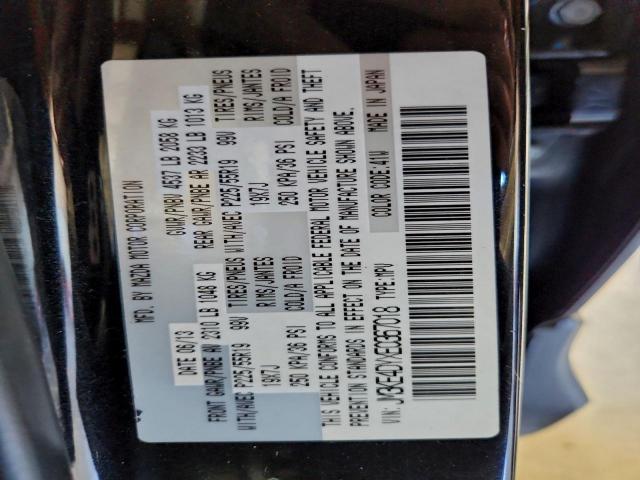 MFD. BY MAZDA MOTOR CORPORATION
DATE 06/13 GVWR/PNBV 4537 LB 2058 KG
FRONT GAWR/PNBE AV 2310 LB 1048 KG REAR GAWR/PNBE AR 2233 LB 1013 KG
WITH/AVEC P225/55R19 99V TIRES/PNEUS WITH/AVEC P225/55R19 99V TIRES/PNEUS
19X7J RIMS/JANTES 19X7J RIMS/JANTES
250 KPA/36 PSI COLD/A FROID 250 KPA/36 PSI COLD/A FROID
THIS VEHICLE CONFORMS TO ALL APPLICABLE FEDERAL MOTOR VEHICLE SAFETY AND THEFT
PREVENTION STANDARDS IN EFFECT ON THE DATE OF MANUFACTURE SHOWN ABOVE.
VIN: TYPE:MPV COLOR CODE:41W MADE IN JAPAN